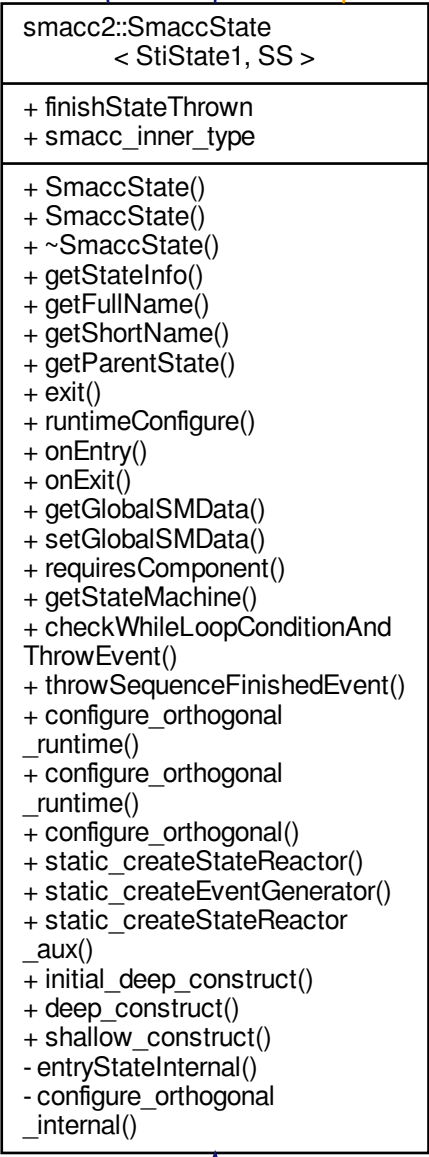 smacc2::SmaccState
< StiState1, SS >
+ finishStateThrown
+ smacc_inner_type
+ SmaccState()
+ SmaccState()
+ ~SmaccState()
+ getStateInfo()
+ getFullName()
+ getShortName()
+ getParentState()
+ exit()
+ runtimeConfigure()
+ onEntry()
+ onExit()
+ getGlobalSMData()
+ setGlobalSMData()
+ requiresComponent()
+ getStateMachine()
+ checkWhileLoopConditionAnd
ThrowEvent()
+ throwSequenceFinishedEvent()
+ configure_orthogonal
_runtime()
+ configure_orthogonal
_runtime()
+ configure_orthogonal()
+ static_createStateReactor()
+ static_createEventGenerator()
+ static_createStateReactor
_aux()
+ initial_deep_construct()
+ deep_construct()
+ shallow_construct()
- entryStateInternal()
- configure_orthogonal
_internal()